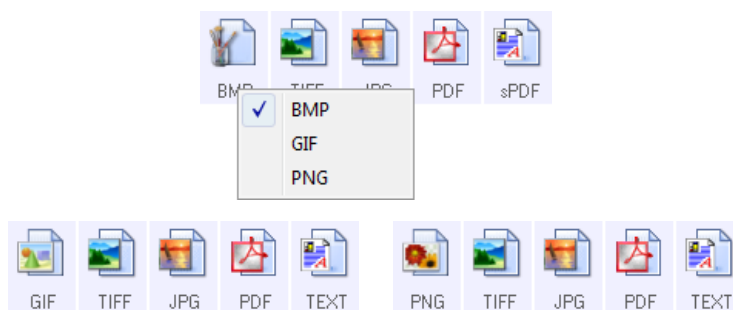 BMP TIFF JPG PDF sPDF
BMP
GIF
PNG
GIF TIFF JPG PDF TEXT PNG TIFF JPG PDF TEXT